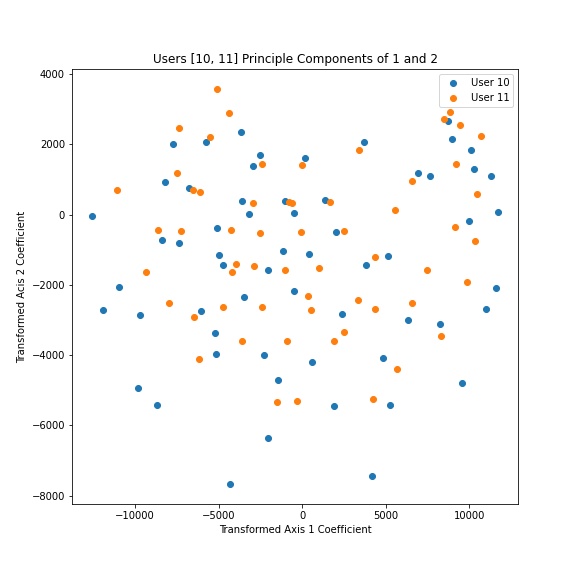 Users [10, 11] Principle Components of 1 and 2
User 10
User 11
4000
2000
0
−2000
−4000
−6000
−8000
Transformed Acis 2 Coefficient
−10000
−5000
0
5000
10000
Transformed Axis 1 Coefficient